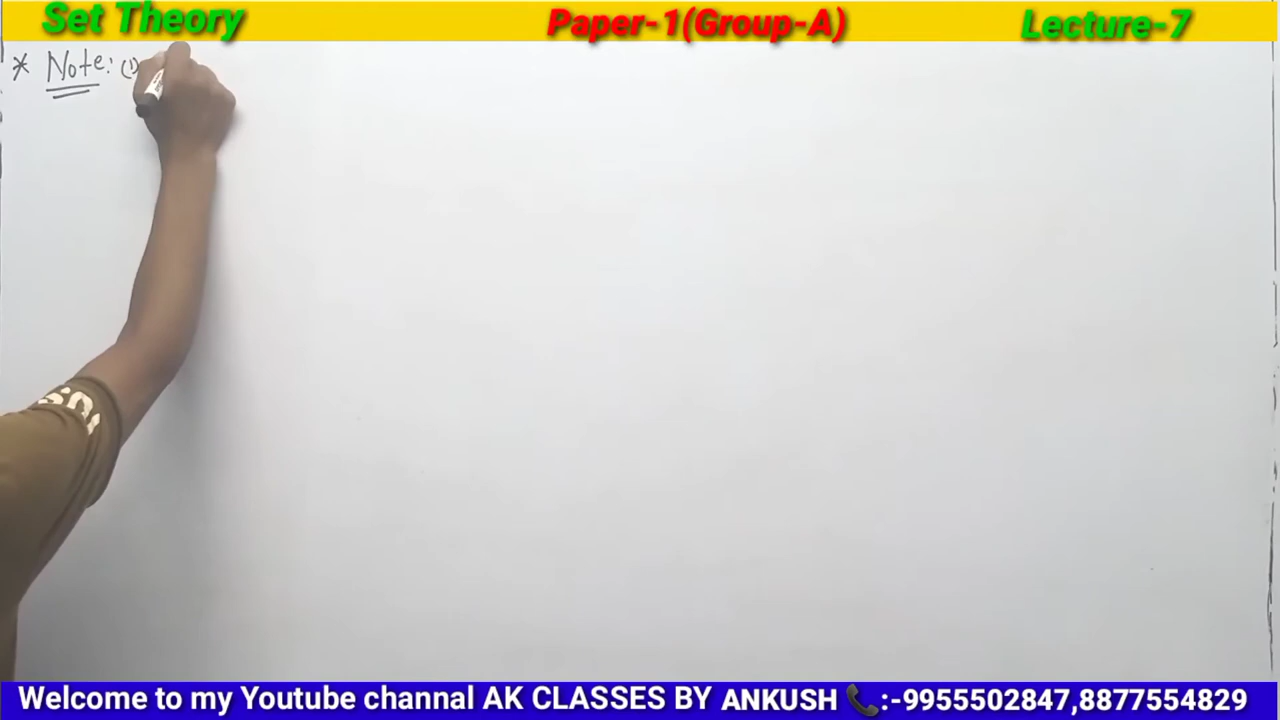 Set Theory Paper-1(Group-A) Lecture-7
* Note: (1)
Welcome to my Youtube channal AK CLASSES BY ANKUSH 📞:-9955502847,8877554829